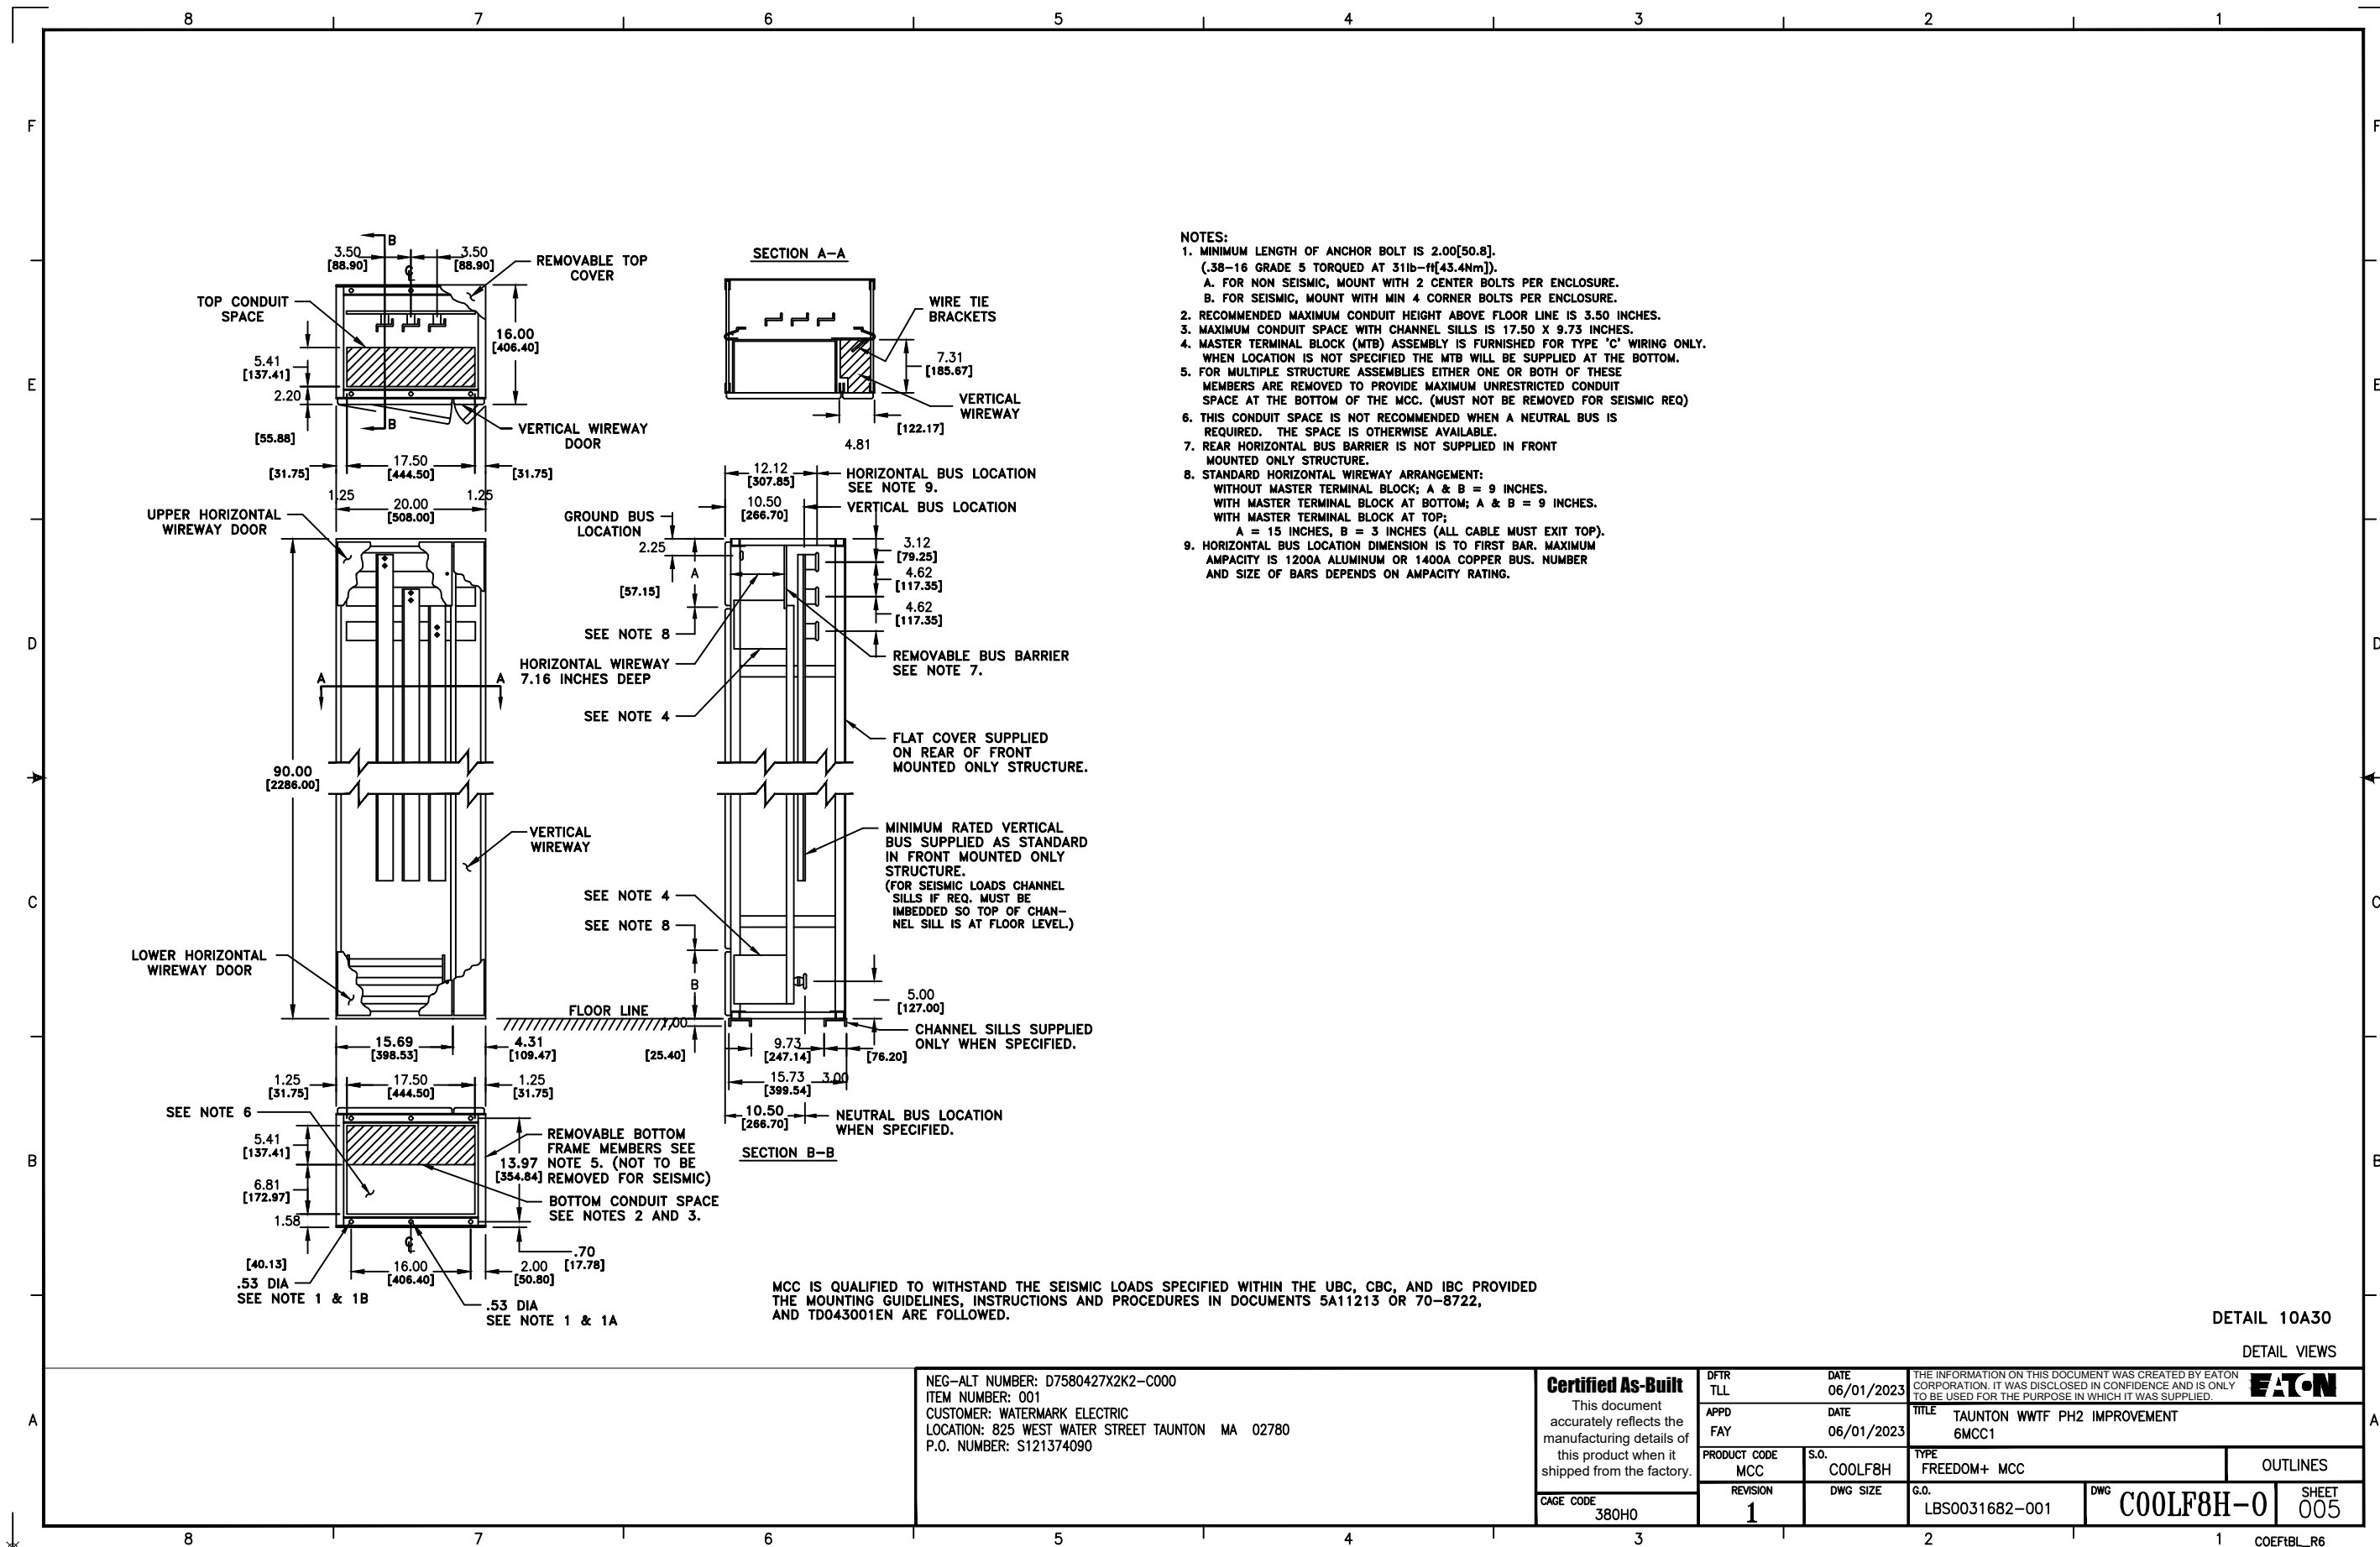 8 7 6 5 4 3 2 1
F
F
E
E
D
D
C
C
B
B
A
A
B
3.50
[88.90]
3.50
[88.90]
REMOVABLE TOP
COVER
TOP CONDUIT
SPACE
16.00
[406.40]
5.41
[137.41]
2.20
[55.88]
B
VERTICAL WIREWAY
DOOR
[31.75]
17.50
[444.50]
[31.75]
1.25
1.25
20.00
[508.00]
SECTION A-A
WIRE TIE
BRACKETS
7.31
[185.67]
VERTICAL
WIREWAY
[122.17]
4.81
UPPER HORIZONTAL
WIREWAY DOOR
A
A
90.00
[2286.00]
VERTICAL
WIREWAY
LOWER HORIZONTAL
WIREWAY DOOR
FLOOR LINE
15.69
[398.53]
4.31
[109.47]
12.12
[307.85]
HORIZONTAL BUS LOCATION
SEE NOTE 9.
10.50
[266.70]
VERTICAL BUS LOCATION
GROUND BUS
LOCATION
2.25
[57.15]
A
3.12
[79.25]
4.62
[117.35]
4.62
[117.35]
SEE NOTE 8
HORIZONTAL WIREWAY
7.16 INCHES DEEP
REMOVABLE BUS BARRIER
SEE NOTE 7.
SEE NOTE 4
FLAT COVER SUPPLIED
ON REAR OF FRONT
MOUNTED ONLY STRUCTURE.
MINIMUM RATED VERTICAL
BUS SUPPLIED AS STANDARD
IN FRONT MOUNTED ONLY
STRUCTURE.
(FOR SEISMIC LOADS CHANNEL
SILLS IF REQ. MUST BE
IMBEDDED SO TOP OF CHAN-
NEL SILL IS AT FLOOR LEVEL.)
SEE NOTE 4
SEE NOTE 8
B
5.00
[127.00]
CHANNEL SILLS SUPPLIED
ONLY WHEN SPECIFIED.
1.00
[25.40]
9.73
[247.14]
[76.20]
15.73
[399.54]
3.00
10.50
[266.70]
NEUTRAL BUS LOCATION
WHEN SPECIFIED.
SECTION B-B
1.25
[31.75]
17.50
[444.50]
1.25
[31.75]
SEE NOTE 6
5.41
[137.41]
6.81
[172.97]
1.58
[40.13]
REMOVABLE BOTTOM
FRAME MEMBERS SEE
NOTE 5. (NOT TO BE
REMOVED FOR SEISMIC)
13.97
[354.84]
BOTTOM CONDUIT SPACE
SEE NOTES 2 AND 3.
.70
[17.78]
16.00
[406.40]
2.00
[50.80]
.53 DIA
SEE NOTE 1 & 1B
.53 DIA
SEE NOTE 1 & 1A
NOTES:
1. MINIMUM LENGTH OF ANCHOR BOLT IS 2.00[50.8].
(.38-16 GRADE 5 TORQUED AT 31lb-ft[43.4Nm]).
A. FOR NON SEISMIC, MOUNT WITH 2 CENTER BOLTS PER ENCLOSURE.
B. FOR SEISMIC, MOUNT WITH MIN 4 CORNER BOLTS PER ENCLOSURE.
2. RECOMMENDED MAXIMUM CONDUIT HEIGHT ABOVE FLOOR LINE IS 3.50 INCHES.
3. MAXIMUM CONDUIT SPACE WITH CHANNEL SILLS IS 17.50 X 9.73 INCHES.
4. MASTER TERMINAL BLOCK (MTB) ASSEMBLY IS FURNISHED FOR TYPE 'C' WIRING ONLY.
WHEN LOCATION IS NOT SPECIFIED THE MTB WILL BE SUPPLIED AT THE BOTTOM.
5. FOR MULTIPLE STRUCTURE ASSEMBLIES EITHER ONE OR BOTH OF THESE
MEMBERS ARE REMOVED TO PROVIDE MAXIMUM UNRESTRICTED CONDUIT
SPACE AT THE BOTTOM OF THE MCC. (MUST NOT BE REMOVED FOR SEISMIC REQ)
6. THIS CONDUIT SPACE IS NOT RECOMMENDED WHEN A NEUTRAL BUS IS
REQUIRED. THE SPACE IS OTHERWISE AVAILABLE.
7. REAR HORIZONTAL BUS BARRIER IS NOT SUPPLIED IN FRONT
MOUNTED ONLY STRUCTURE.
8. STANDARD HORIZONTAL WIREWAY ARRANGEMENT:
WITHOUT MASTER TERMINAL BLOCK; A & B = 9 INCHES.
WITH MASTER TERMINAL BLOCK AT BOTTOM; A & B = 9 INCHES.
WITH MASTER TERMINAL BLOCK AT TOP;
A = 15 INCHES, B = 3 INCHES (ALL CABLE MUST EXIT TOP).
9. HORIZONTAL BUS LOCATION DIMENSION IS TO FIRST BAR. MAXIMUM
AMPACITY IS 1200A ALUMINUM OR 1400A COPPER BUS. NUMBER
AND SIZE OF BARS DEPENDS ON AMPACITY RATING.
MCC IS QUALIFIED TO WITHSTAND THE SEISMIC LOADS SPECIFIED WITHIN THE UBC, CBC, AND IBC PROVIDED
THE MOUNTING GUIDELINES, INSTRUCTIONS AND PROCEDURES IN DOCUMENTS 5A11213 OR 70-8722,
AND TD043001EN ARE FOLLOWED.
DETAIL 10A30
DETAIL VIEWS
NEG-ALT NUMBER: D7580427X2K2-C000
ITEM NUMBER: 001
CUSTOMER: WATERMARK ELECTRIC
LOCATION: 825 WEST WATER STREET TAUNTON MA 02780
P.O. NUMBER: S121374090
Certified As-Built
This document
accurately reflects the
manufacturing details of
this product when it
shipped from the factory.
CAGE CODE
380H0
DFTR
TLL
DATE
06/01/2023
APPD
FAY
DATE
06/01/2023
PRODUCT CODE
MCC
S.O.
C00LF8H
REVISION
1
DWG SIZE
THE INFORMATION ON THIS DOCUMENT WAS CREATED BY EATON
CORPORATION. IT WAS DISCLOSED IN CONFIDENCE AND IS ONLY
TO BE USED FOR THE PURPOSE IN WHICH IT WAS SUPPLIED.
EATON
TITLE
TAUNTON WWTF PH2 IMPROVEMENT
6MCC1
TYPE
FREEDOM+ MCC
OUTLINES
G.O.
LBS0031682-001
DWG
C00LF8H-0
SHEET
005
8 7 6 5 4 3 2 1
COEFtBL_R6